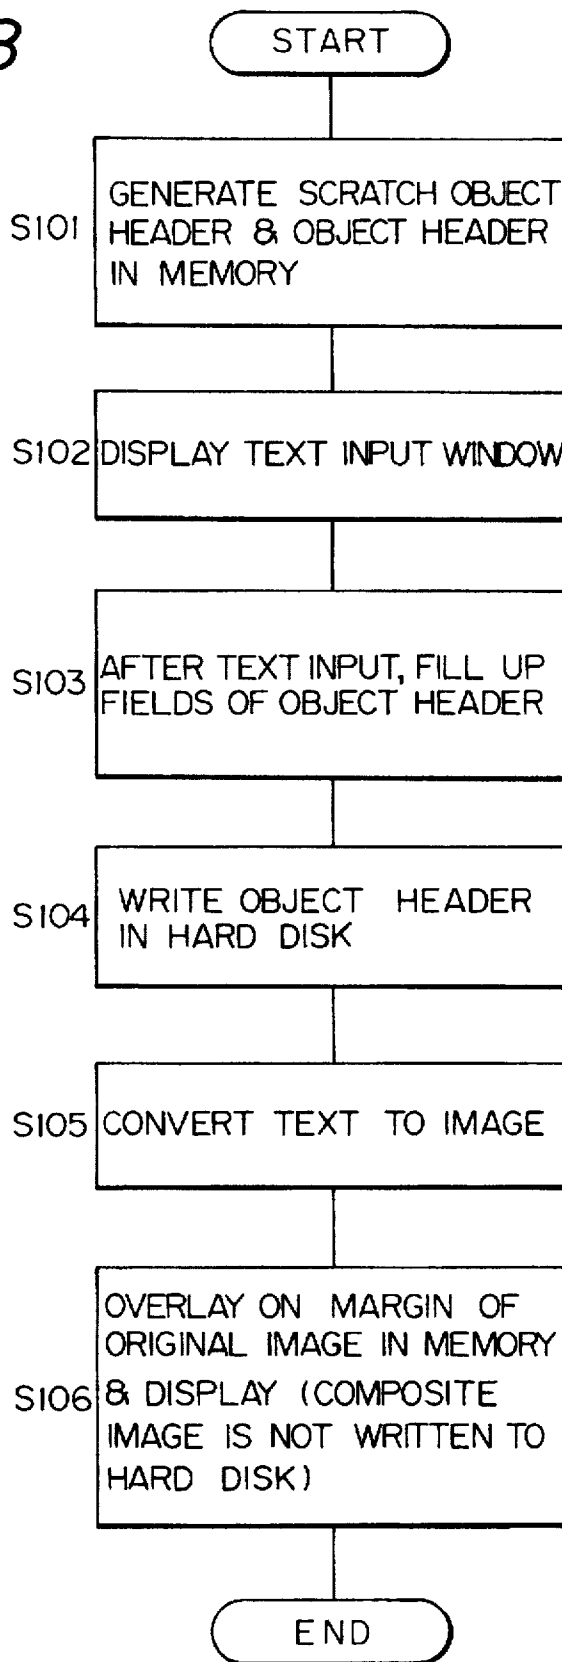 3
START
S101
GENERATE SCRATCH OBJECT
HEADER & OBJECT HEADER
IN MEMORY
S102
DISPLAY TEXT INPUT WINDOW
S103
AFTER TEXT INPUT, FILL UP
FIELDS OF OBJECT HEADER
S104
WRITE OBJECT HEADER
IN HARD DISK
S105
CONVERT TEXT TO IMAGE
S106
OVERLAY ON MARGIN OF
ORIGINAL IMAGE IN MEMORY
& DISPLAY (COMPOSITE
IMAGE IS NOT WRITTEN TO
HARD DISK)
END